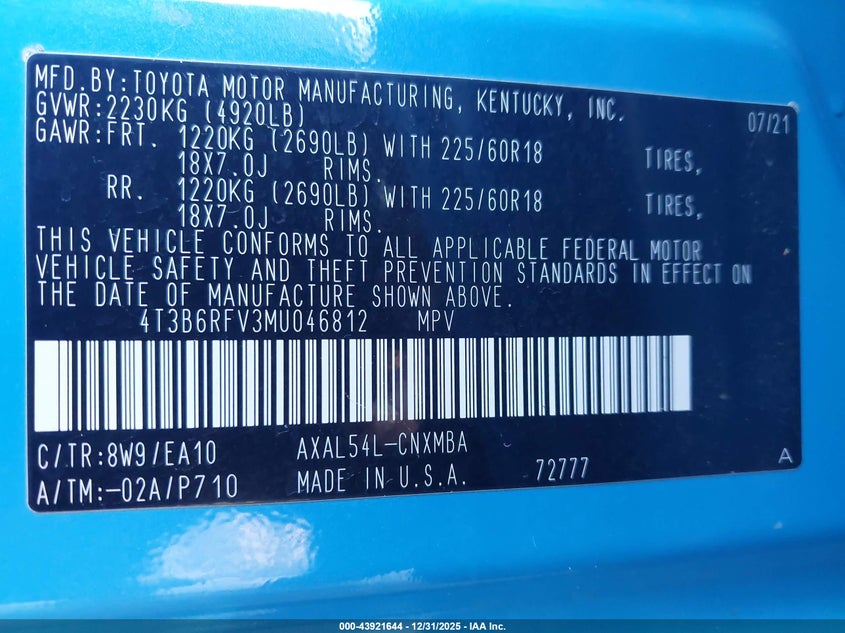 MFD.BY:TOYOTA MOTOR MANUFACTURING, KENTUCKY, INC. 07/21
GVWR:2230KG (4920LB)
GAWR:FRT. 1220KG (2690LB) WITH 225/60R18 TIRES,
18X7.0J RIMS.
RR. 1220KG (2690LB) WITH 225/60R18 TIRES,
18X7.0J RIMS.
THIS VEHICLE CONFORMS TO ALL APPLICABLE FEDERAL MOTOR
VEHICLE SAFETY AND THEFT PREVENTION STANDARDS IN EFFECT ON
THE DATE OF MANUFACTURE SHOWN ABOVE.
4T3B6RFV3MU046812 MPV
C/TR:8W9/EA10 AXAL54L-CNXMBA A
A/TM:-02A/P710 MADE IN U.S.A. 72777
000-43921644 - 12/31/2025 - IAA Inc.